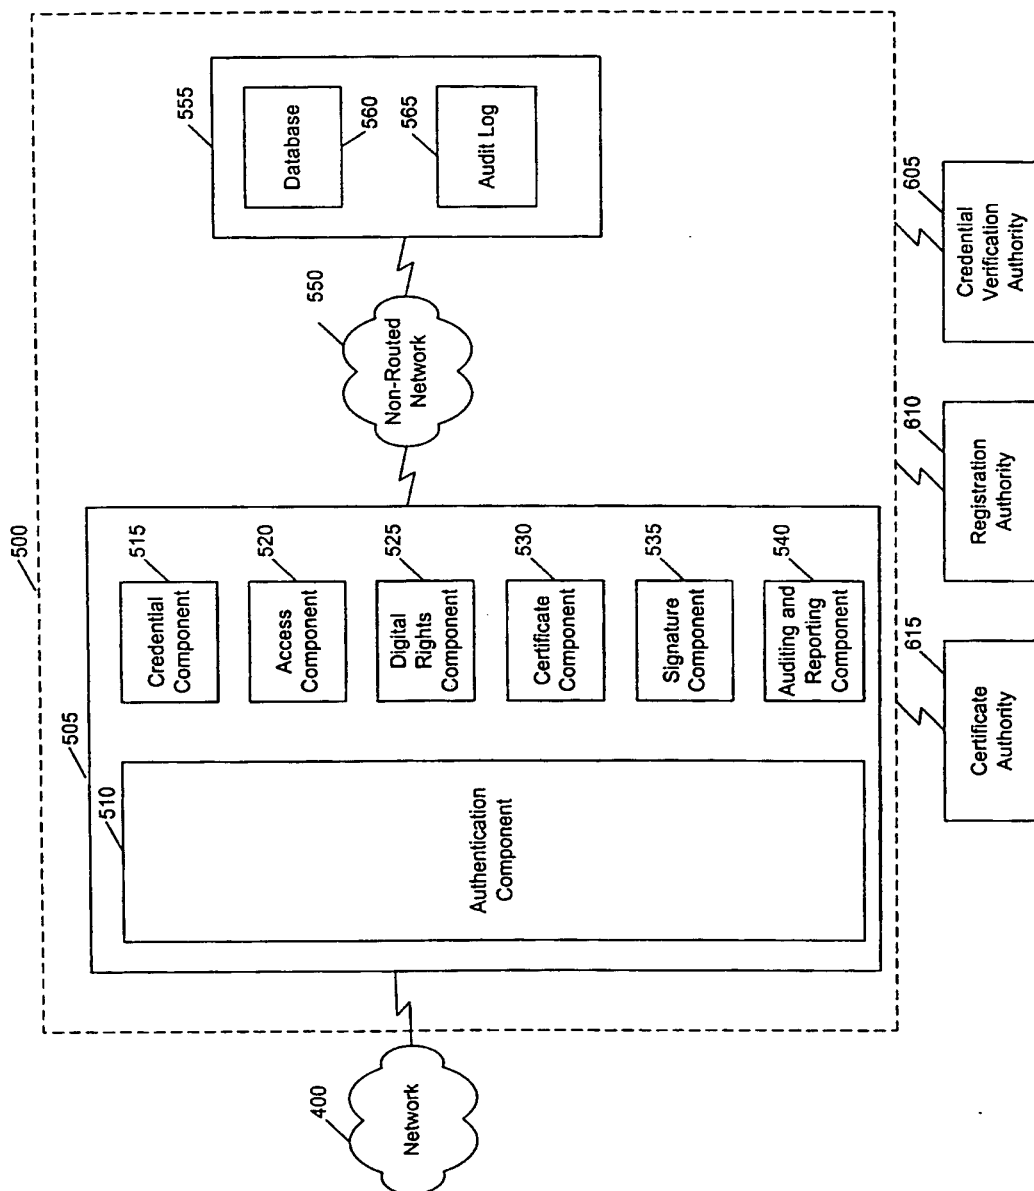 500
505
510
Authentication
Component
515
Credential
Component
520
Access
Component
525
Digital
Rights
Component
530
Certificate
Component
535
Signature
Component
540
Auditing and
Reporting
Component
400
Network
550
Non-Routed
Network
555
Database
560
565
Audit Log
615
Certificate
Authority
610
Registration
Authority
605
Credential
Verification
Authority